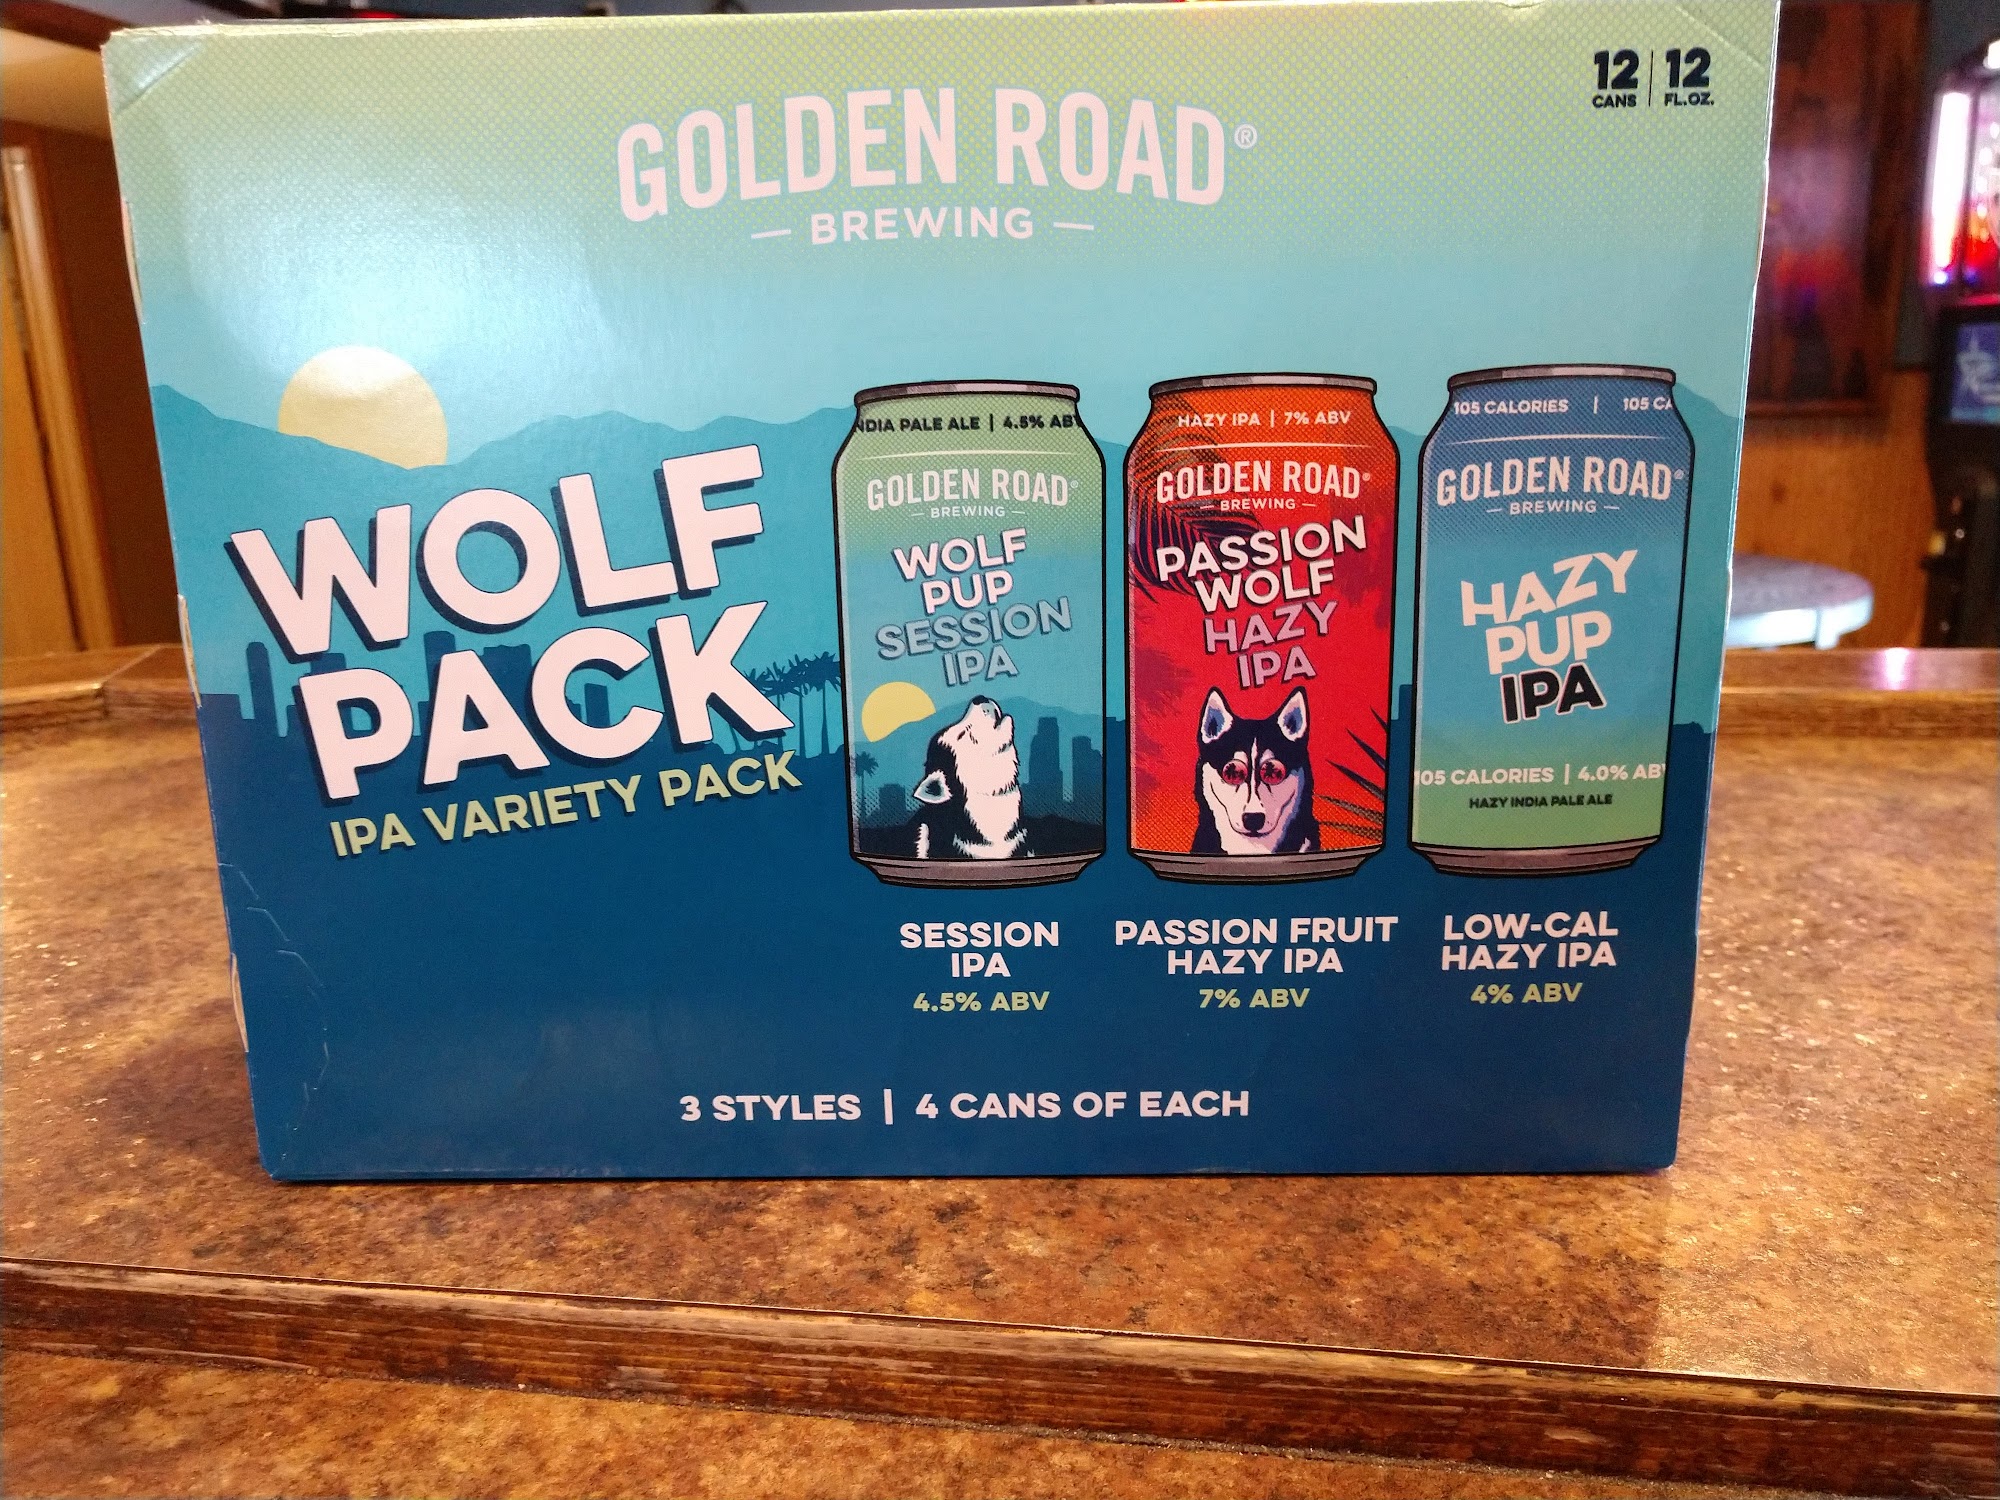 GOLDEN ROAD®
— BREWING —
12 | 12
CANS FL.OZ.
WOLF
PACK
IPA VARIETY PACK
NDIA PALE ALE | 4.5% AB
GOLDEN ROAD®
— BREWING —
WOLF
PUP
SESSION
IPA
HAZY IPA | 7% ABV
GOLDEN ROAD®
— BREWING —
PASSION
WOLF
HAZY
IPA
105 CALORIES | 105 CA
GOLDEN ROAD®
— BREWING —
HAZY
PUP
IPA
105 CALORIES | 4.0% AB
HAZY INDIA PALE ALE
SESSION
IPA
4.5% ABV
PASSION FRUIT
HAZY IPA
7% ABV
LOW-CAL
HAZY IPA
4% ABV
3 STYLES | 4 CANS OF EACH